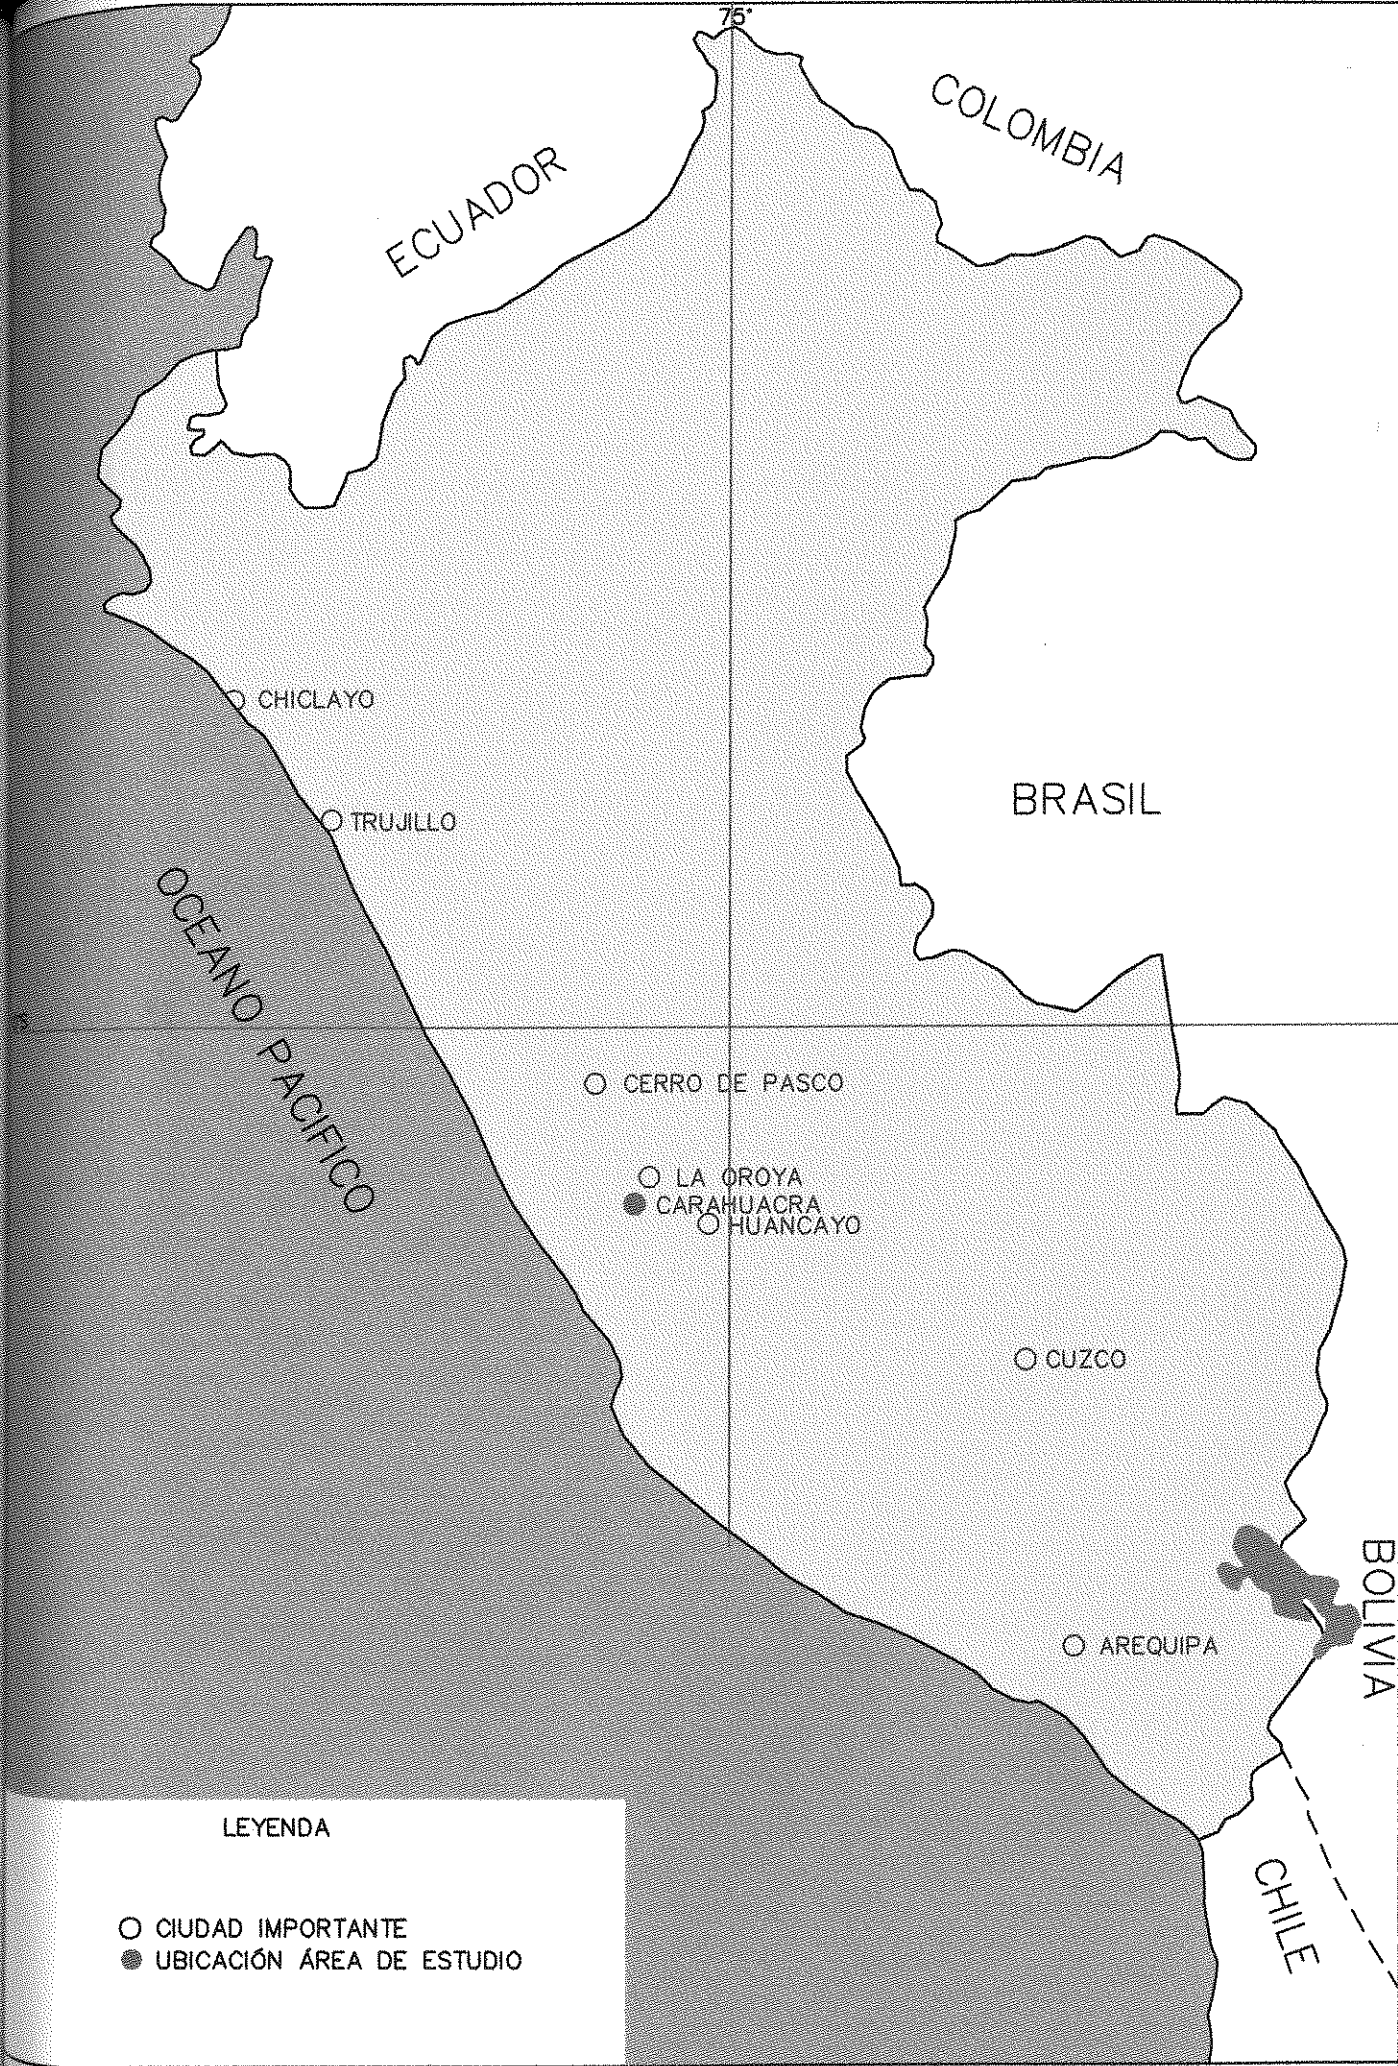 75°
COLOMBIA
ECUADOR
CHICLAYO
BRASIL
TRUJILLO
OCEANO PACIFICO
CERRO DE PASCO
LA OROYA
CARAHUACRA
HUANCAYO
CUZCO
BOLIVIA
AREQUIPA
CHILE
LEYENDA
CIUDAD IMPORTANTE
UBICACIÓN ÁREA DE ESTUDIO